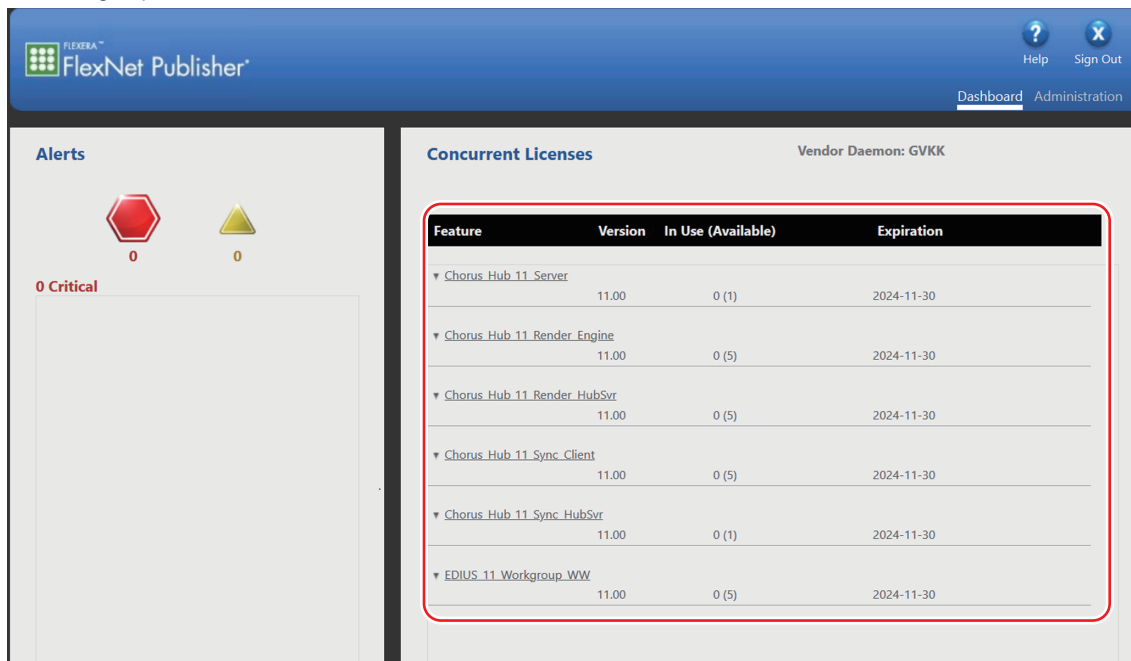 FLEXERA™
FlexNet Publisher®
? X
Help Sign Out
Dashboard Administration
Alerts
0 0
0 Critical
Concurrent Licenses Vendor Daemon: GVKK
Feature Version In Use (Available) Expiration
▼ Chorus_Hub_11_Server
11.00 0 (1) 2024-11-30
▼ Chorus_Hub_11_Render_Engine
11.00 0 (5) 2024-11-30
▼ Chorus_Hub_11_Render_HubSvr
11.00 0 (5) 2024-11-30
▼ Chorus_Hub_11_Sync_Client
11.00 0 (5) 2024-11-30
▼ Chorus_Hub_11_Sync_HubSvr
11.00 0 (1) 2024-11-30
▼ EDIUS_11_Workgroup_WW
11.00 0 (5) 2024-11-30